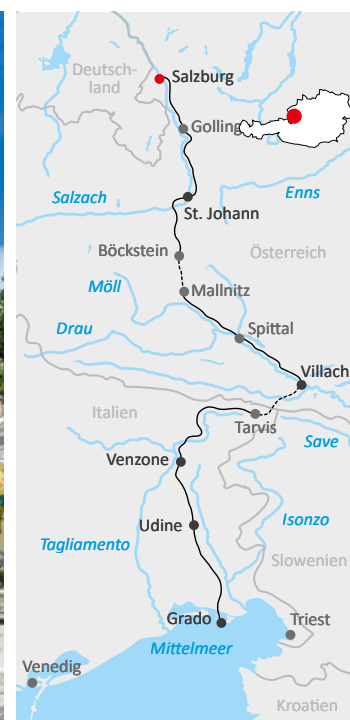 Deutsch-
land
Salzburg
Golling
Salzach
Enns
St. Johann
Böckstein
Österreich
Möll
Mallnitz
Drau
Spittal
Villach
Italien
Tarvis
Save
Venzone
Udine
Isonzo
Tagliamento
Slowenien
Grado
Triest
Mittelmeer
Venedig
Kroatien